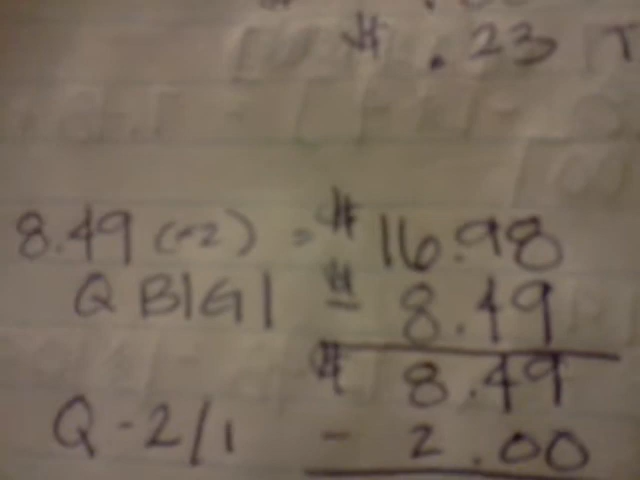 $ .23 T
8.49 (x2) = $ 16.98
Q B1G1 $ - 8.49
$ 8.49
Q - 2/1 - 2.00